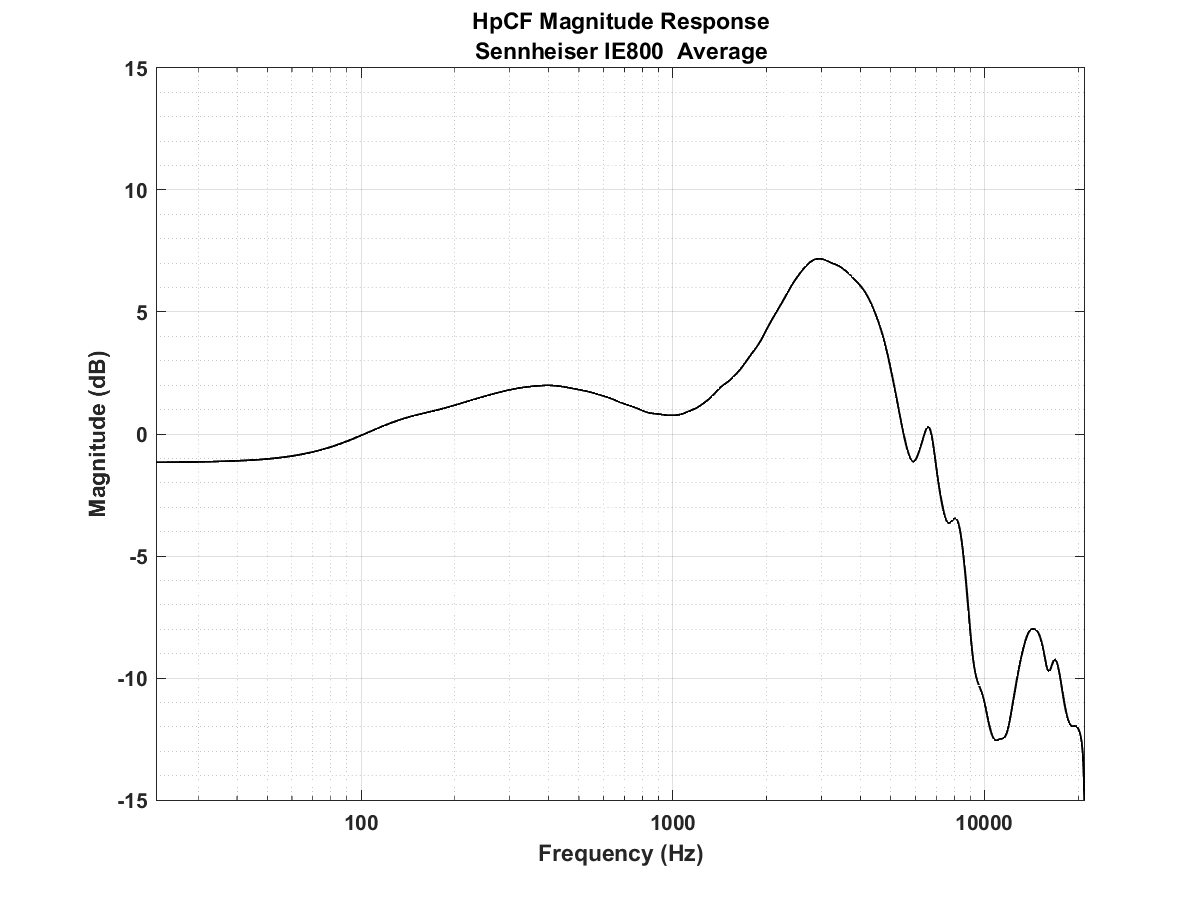 HpCF Magnitude Response
Sennheiser IE800  Average
15
10
5
0
-5
-10
-15
Magnitude (dB)
100
1000
10000
Frequency (Hz)